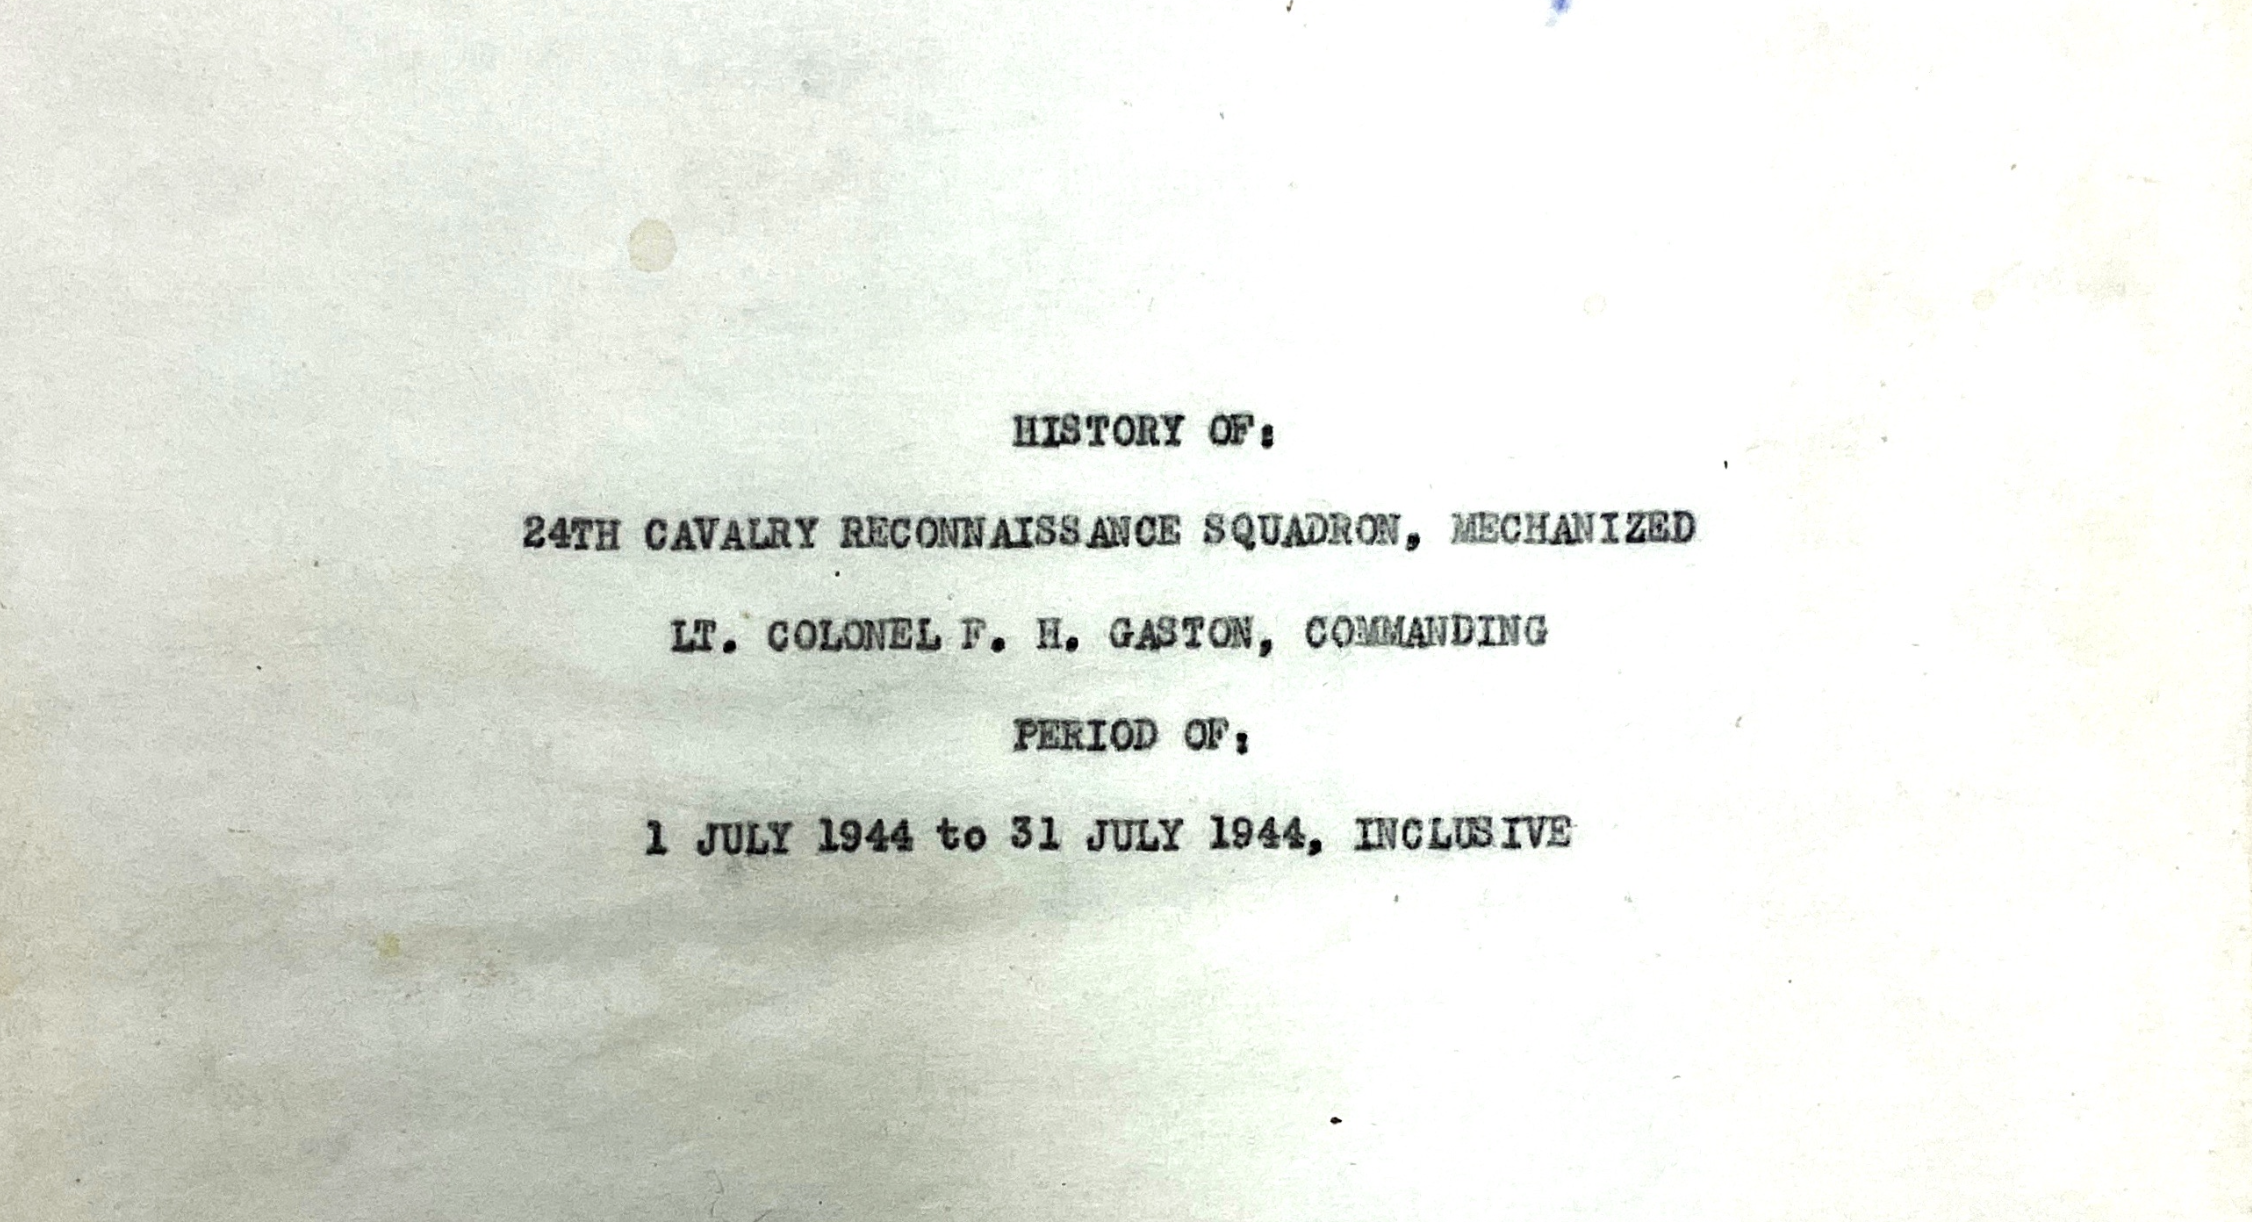 HISTORY OF:
24TH CAVALRY RECONNAISSANCE SQUADRON, MECHANIZED
LT. COLONEL F. H. GASTON, COMMANDING
PERIOD OF:
1 JULY 1944 to 31 JULY 1944, INCLUSIVE